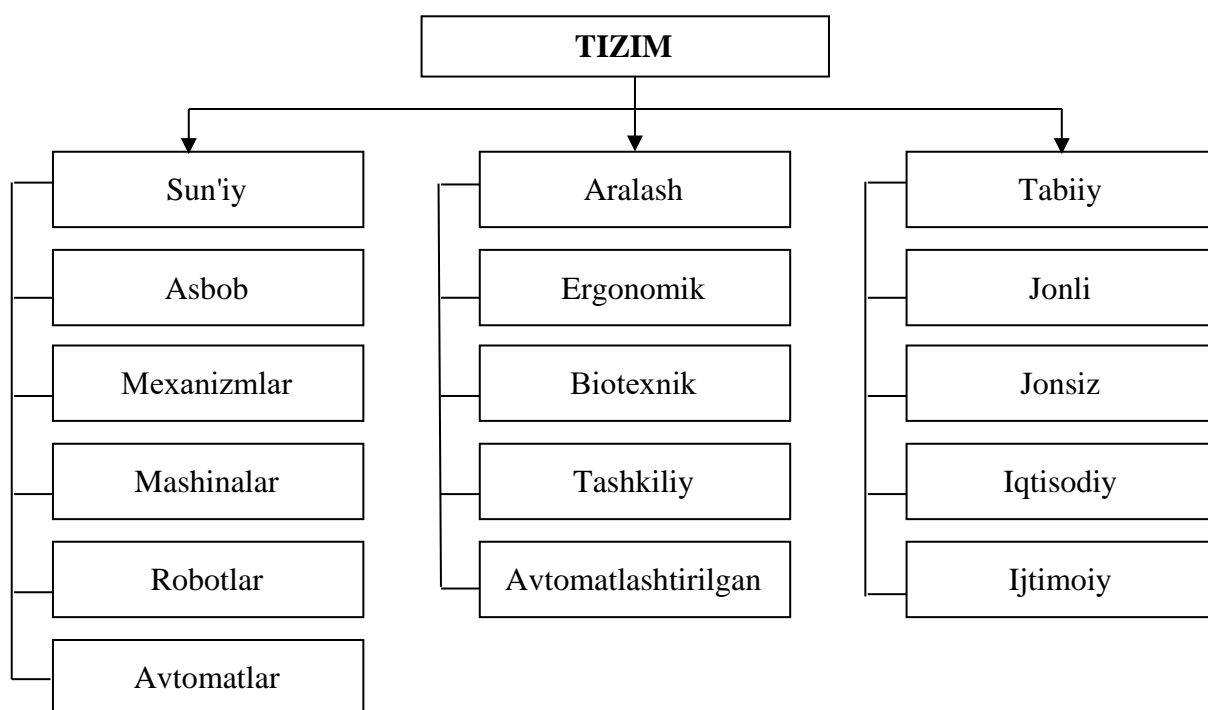 TIZIM
Sun'iy
Asbob
Mexanizmlar
Mashinalar
Robotlar
Avtomatlar
Aralash
Ergonomik
Biotexnik
Tashkiliy
Avtomatlashtirilgan
Tabiiy
Jonli
Jonsiz
Iqtisodiy
Ijtimoiy